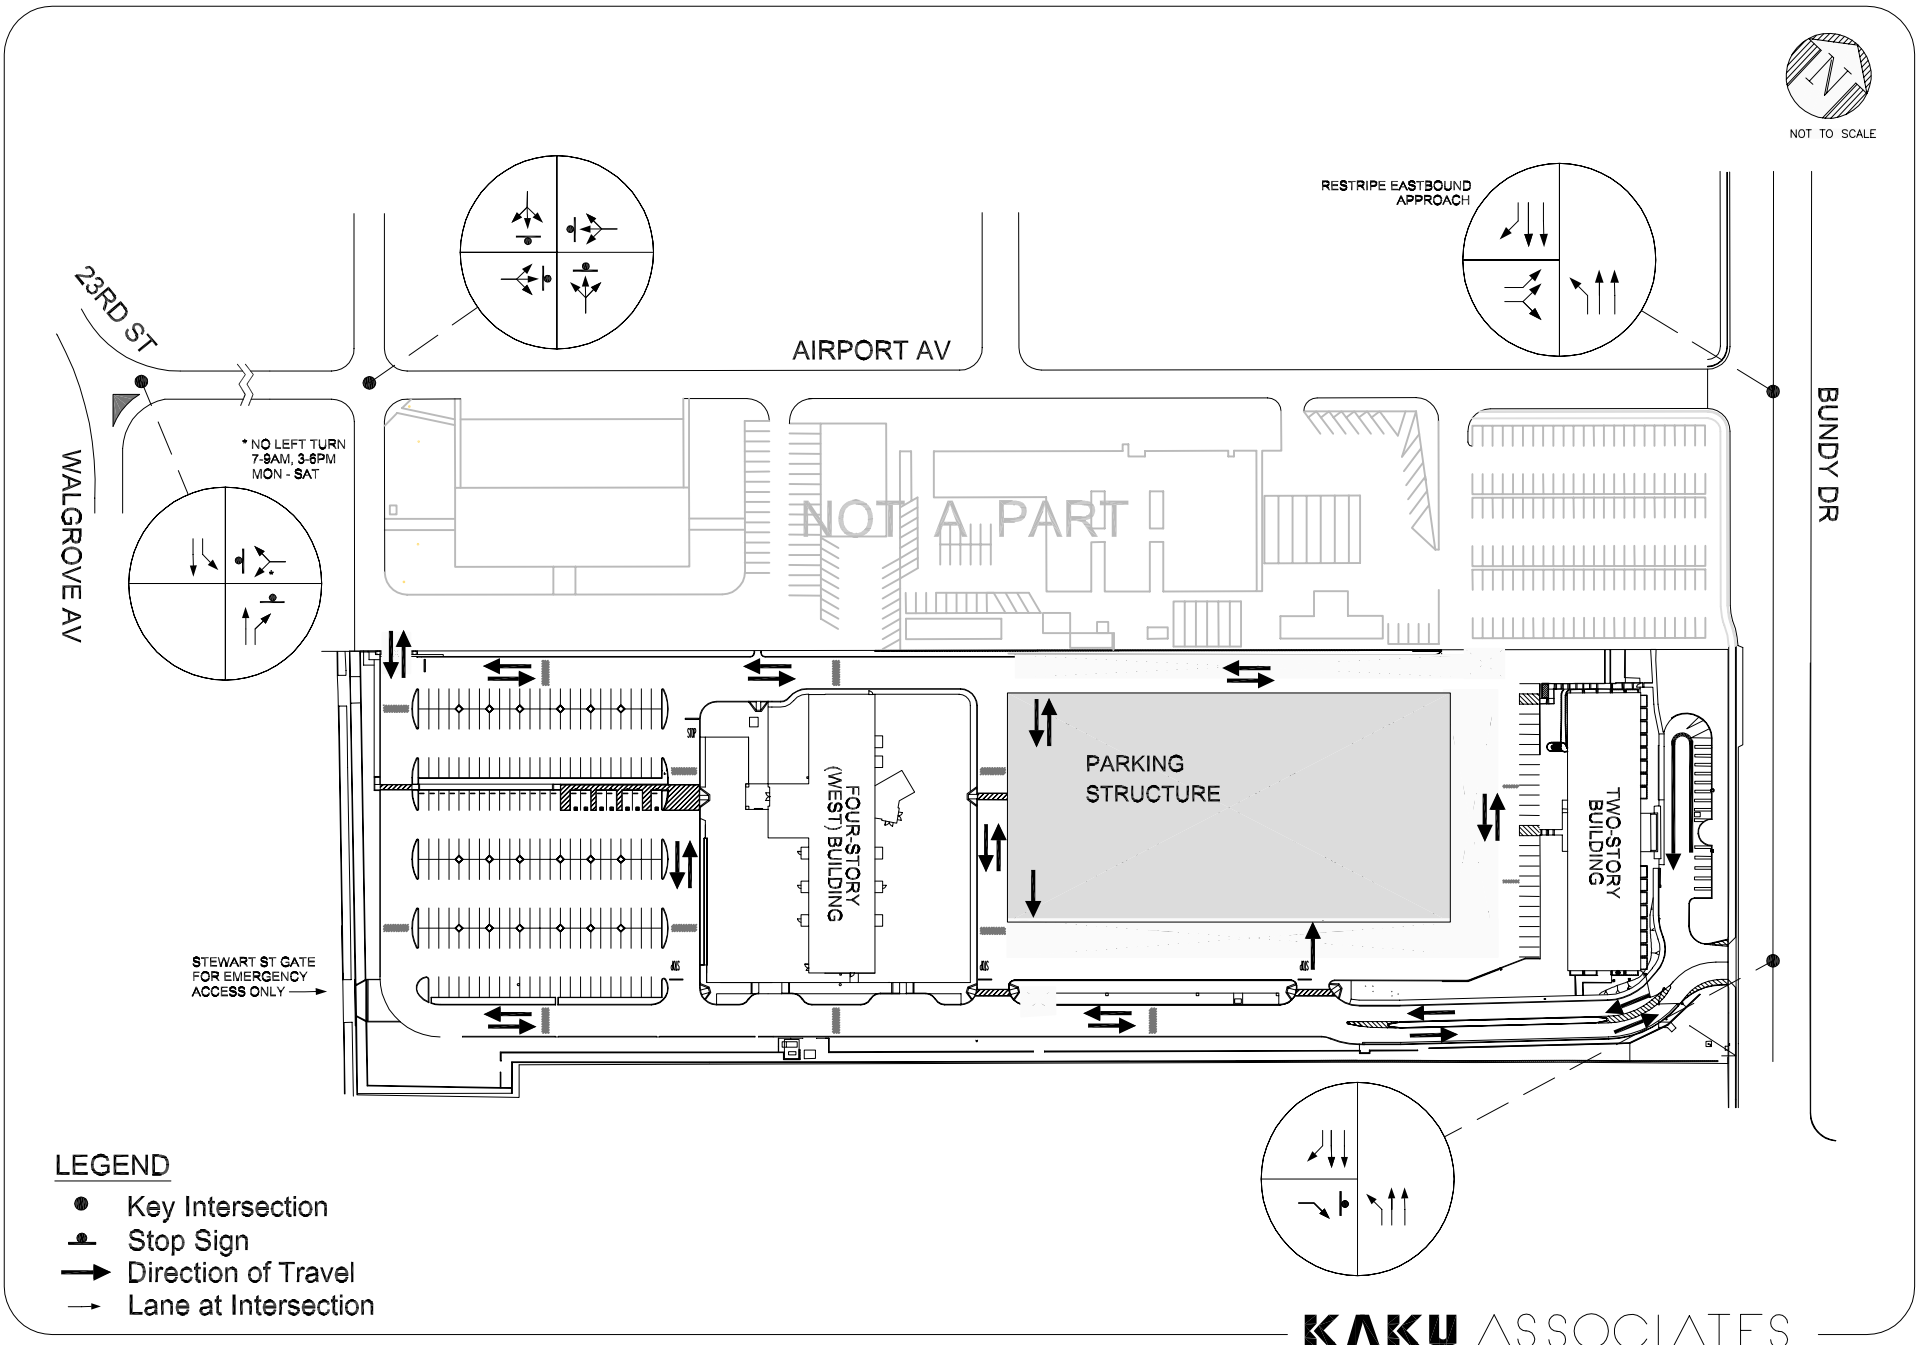 N
NOT TO SCALE
RESTRIPE EASTBOUND
APPROACH
23RD ST
AIRPORT AV
BUNDY DR
* NO LEFT TURN
7-9AM, 3-6PM
MON - SAT
WALGROVE AV
NOT A PART
*
STOP
PARKING
STRUCTURE
FOUR-STORY
(WEST) BUILDING
TWO-STORY
BUILDING
STEWART ST GATE
FOR EMERGENCY
ACCESS ONLY
LEGEND
Key Intersection
Stop Sign
Direction of Travel
Lane at Intersection
KAKU ASSOCIATES